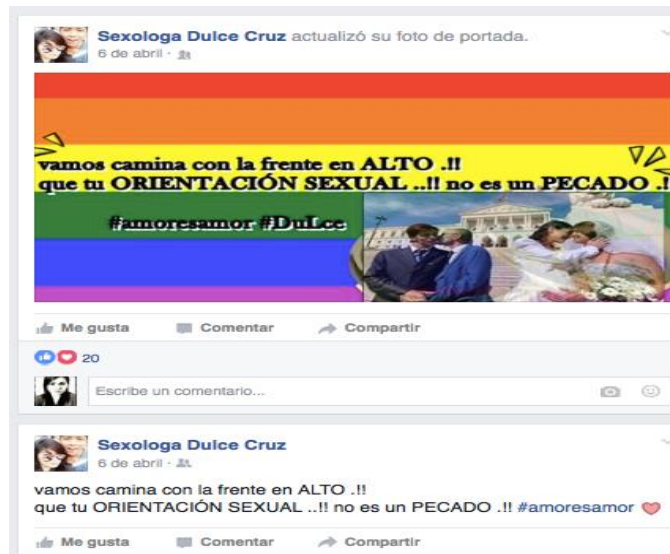 Sexologa Dulce Cruz actualizó su foto de portada.
6 de abril ·
vamos camina con la frente en ALTO .!!
que tu ORIENTACIÓN SEXUAL ..!! no es un PECADO .!
#amoresamor #DuLce
Me gusta Comentar Compartir
20
Escribe un comentario...
Sexologa Dulce Cruz
6 de abril ·
vamos camina con la frente en ALTO .!!
que tu ORIENTACIÓN SEXUAL ..!! no es un PECADO .!! #amoresamor
Me gusta Comentar Compartir